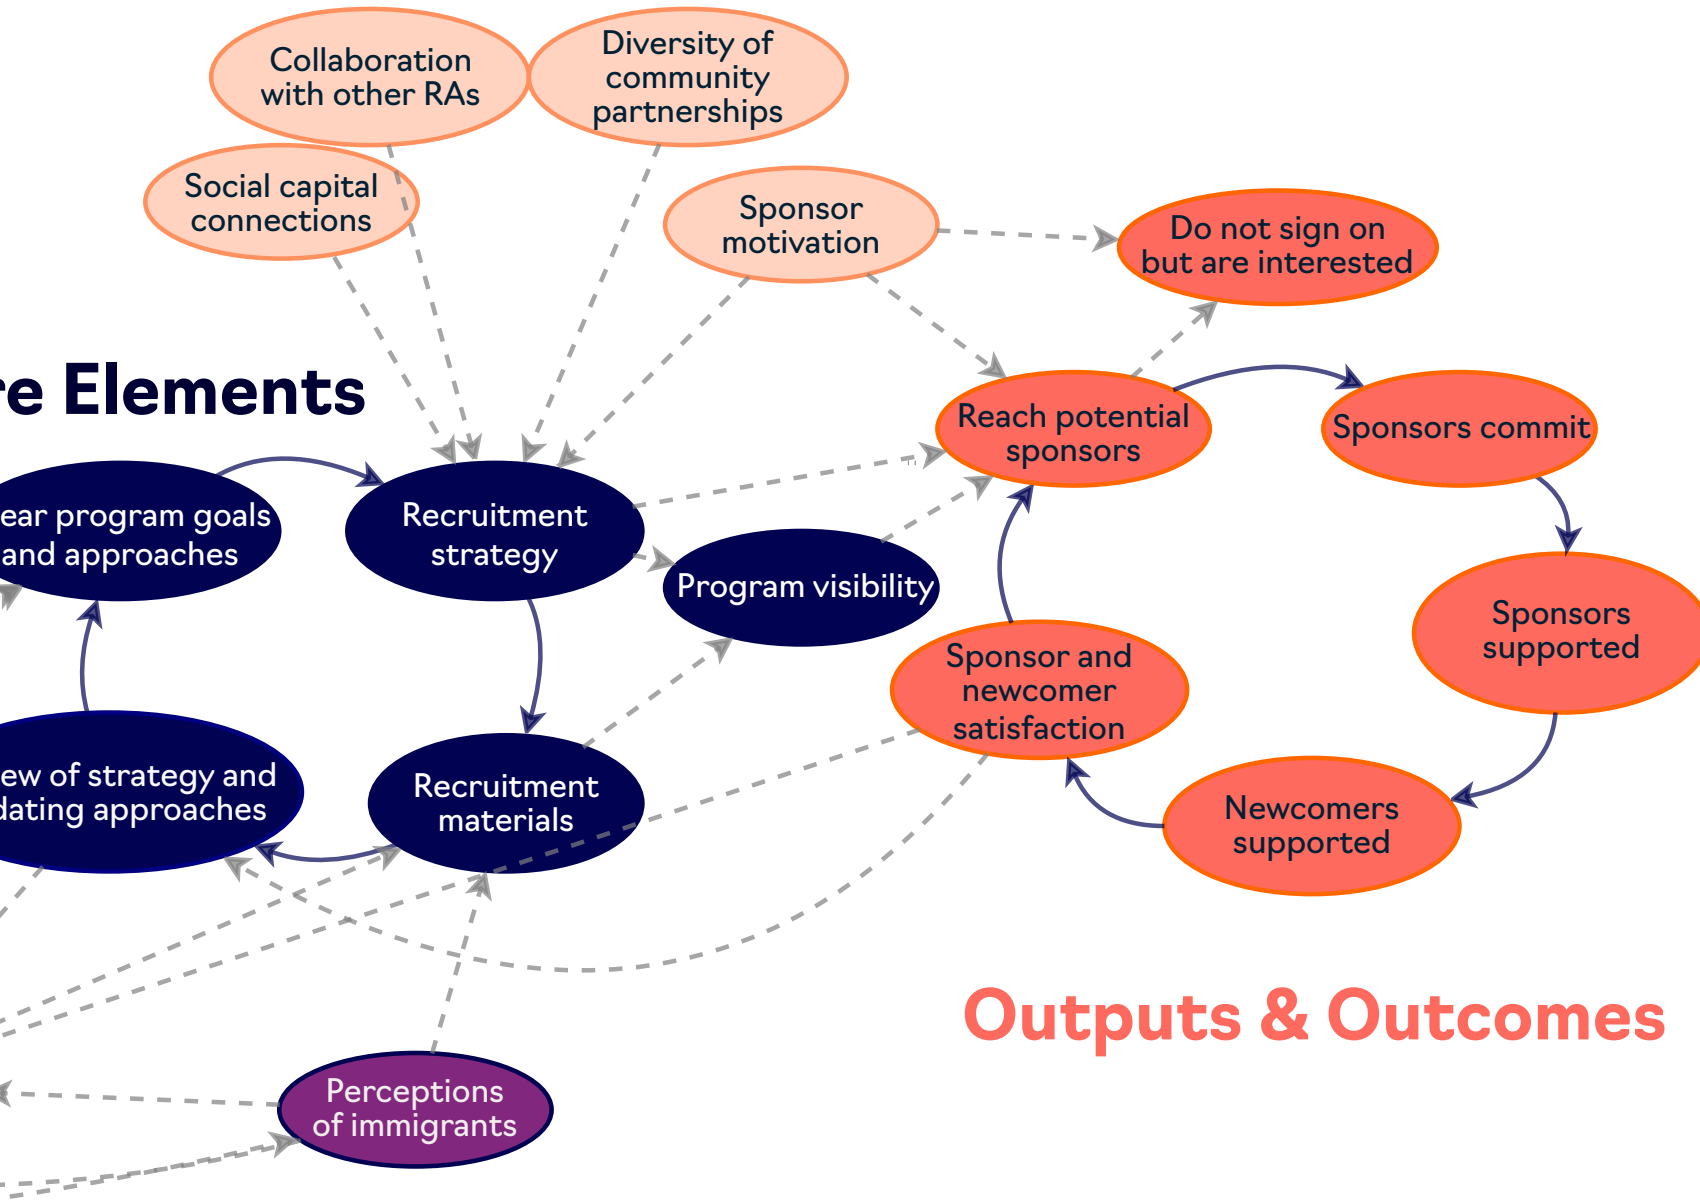 Collaboration
with other RAs
Diversity of
community
partnerships
Social capital
connections
Sponsor
motivation
Do not sign on
but are interested
re Elements
Reach potential
sponsors
Sponsors commit
ear program goals
and approaches
Recruitment
strategy
Program visibility
Sponsors
supported
Sponsor and
newcomer
satisfaction
ew of strategy and
dating approaches
Recruitment
materials
Newcomers
supported
Outputs & Outcomes
Perceptions
of immigrants